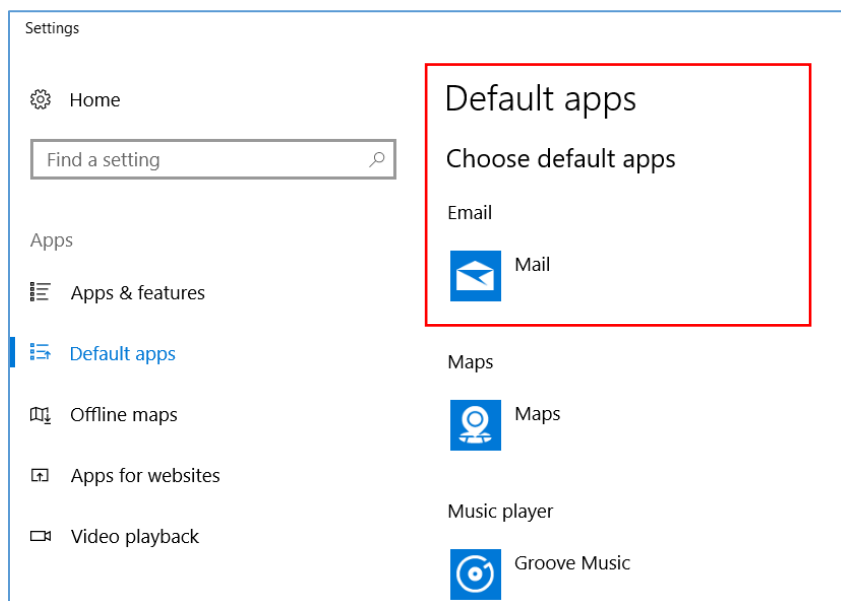 Settings
Home
Find a setting
Apps
Apps & features
Default apps
Offline maps
Apps for websites
Video playback
Default apps
Choose default apps
Email
Mail
Maps
Maps
Music player
Groove Music